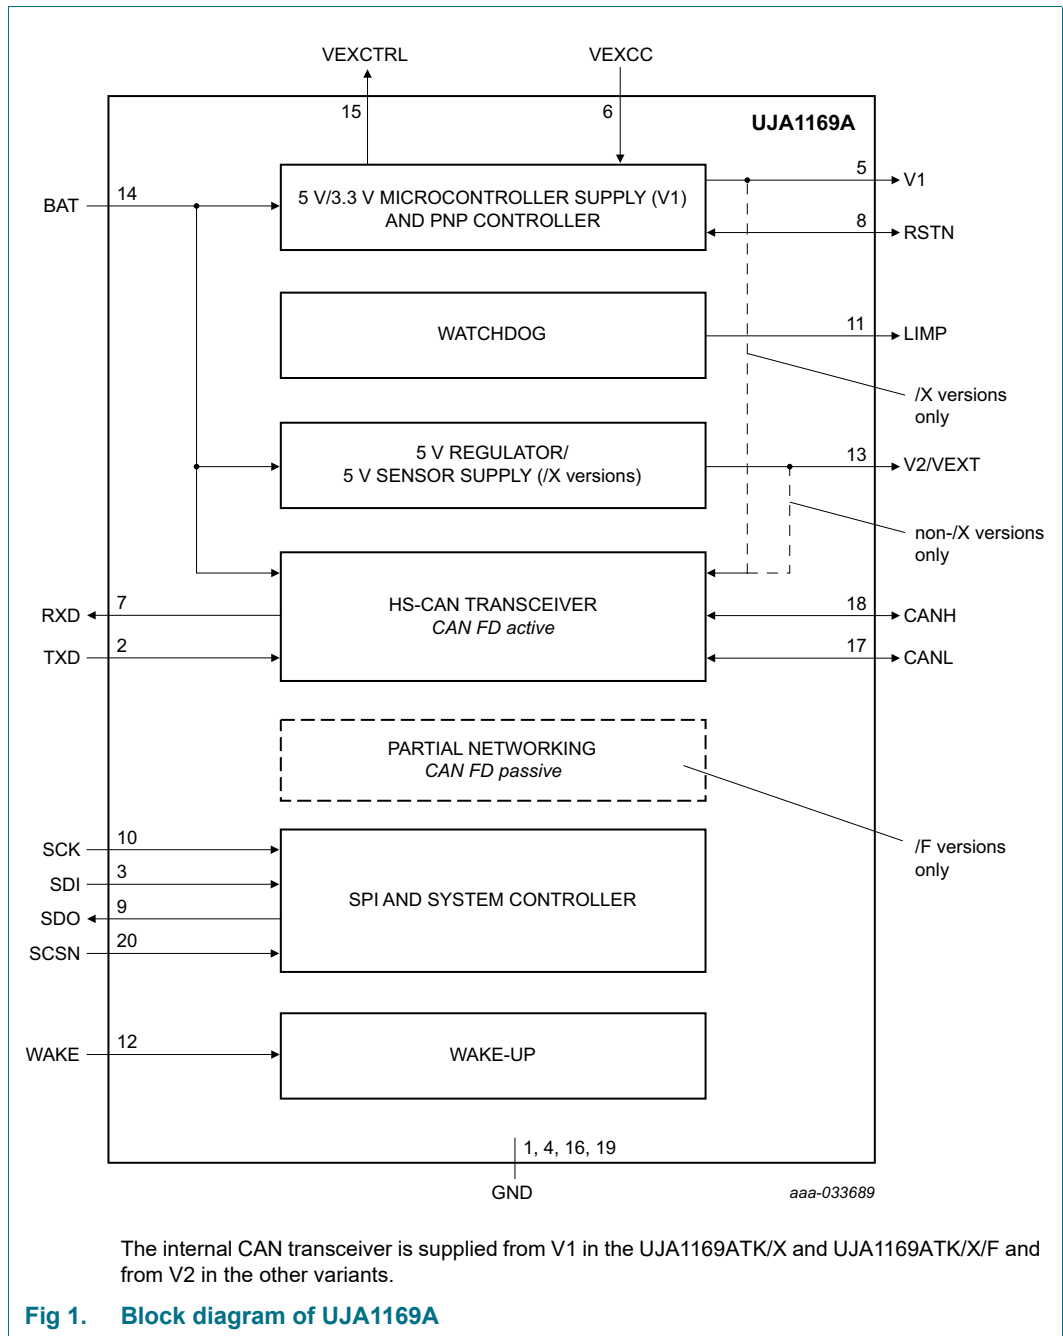 VEXCTRL
VEXCC
15
6
UJA1169A
BAT
14
5 V/3.3 V MICROCONTROLLER SUPPLY (V1)
AND PNP CONTROLLER
5
V1
8
RSTN
WATCHDOG
11
LIMP
/X versions
only
5 V REGULATOR/
5 V SENSOR SUPPLY (/X versions)
13
V2/VEXT
non-/X versions
only
RXD
7
TXD
2
HS-CAN TRANSCEIVER
CAN FD active
18
CANH
17
CANL
PARTIAL NETWORKING
CAN FD passive
/F versions
only
SCK
10
SDI
3
SDO
9
SCSN
20
SPI AND SYSTEM CONTROLLER
WAKE
12
WAKE-UP
1, 4, 16, 19
GND
aaa-033689
The internal CAN transceiver is supplied from V1 in the UJA1169ATK/X and UJA1169ATK/X/F and
from V2 in the other variants.
Fig 1. Block diagram of UJA1169A